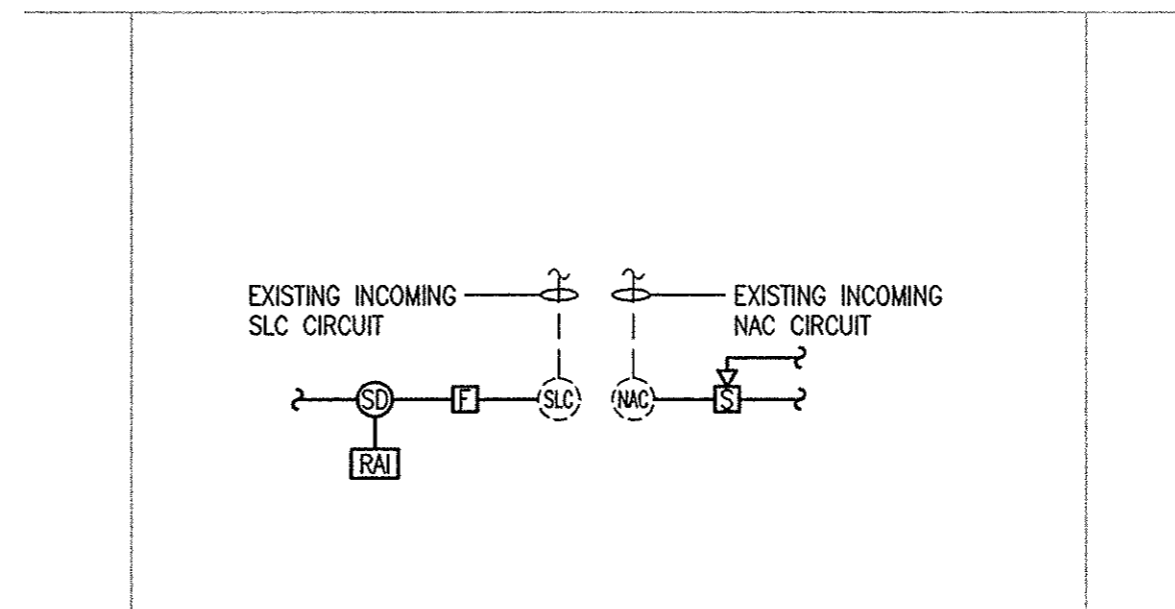 EXISTING INCOMING
SLC CIRCUIT
EXISTING INCOMING
NAC CIRCUIT
SD
F
SLC
NAC
S
RAI